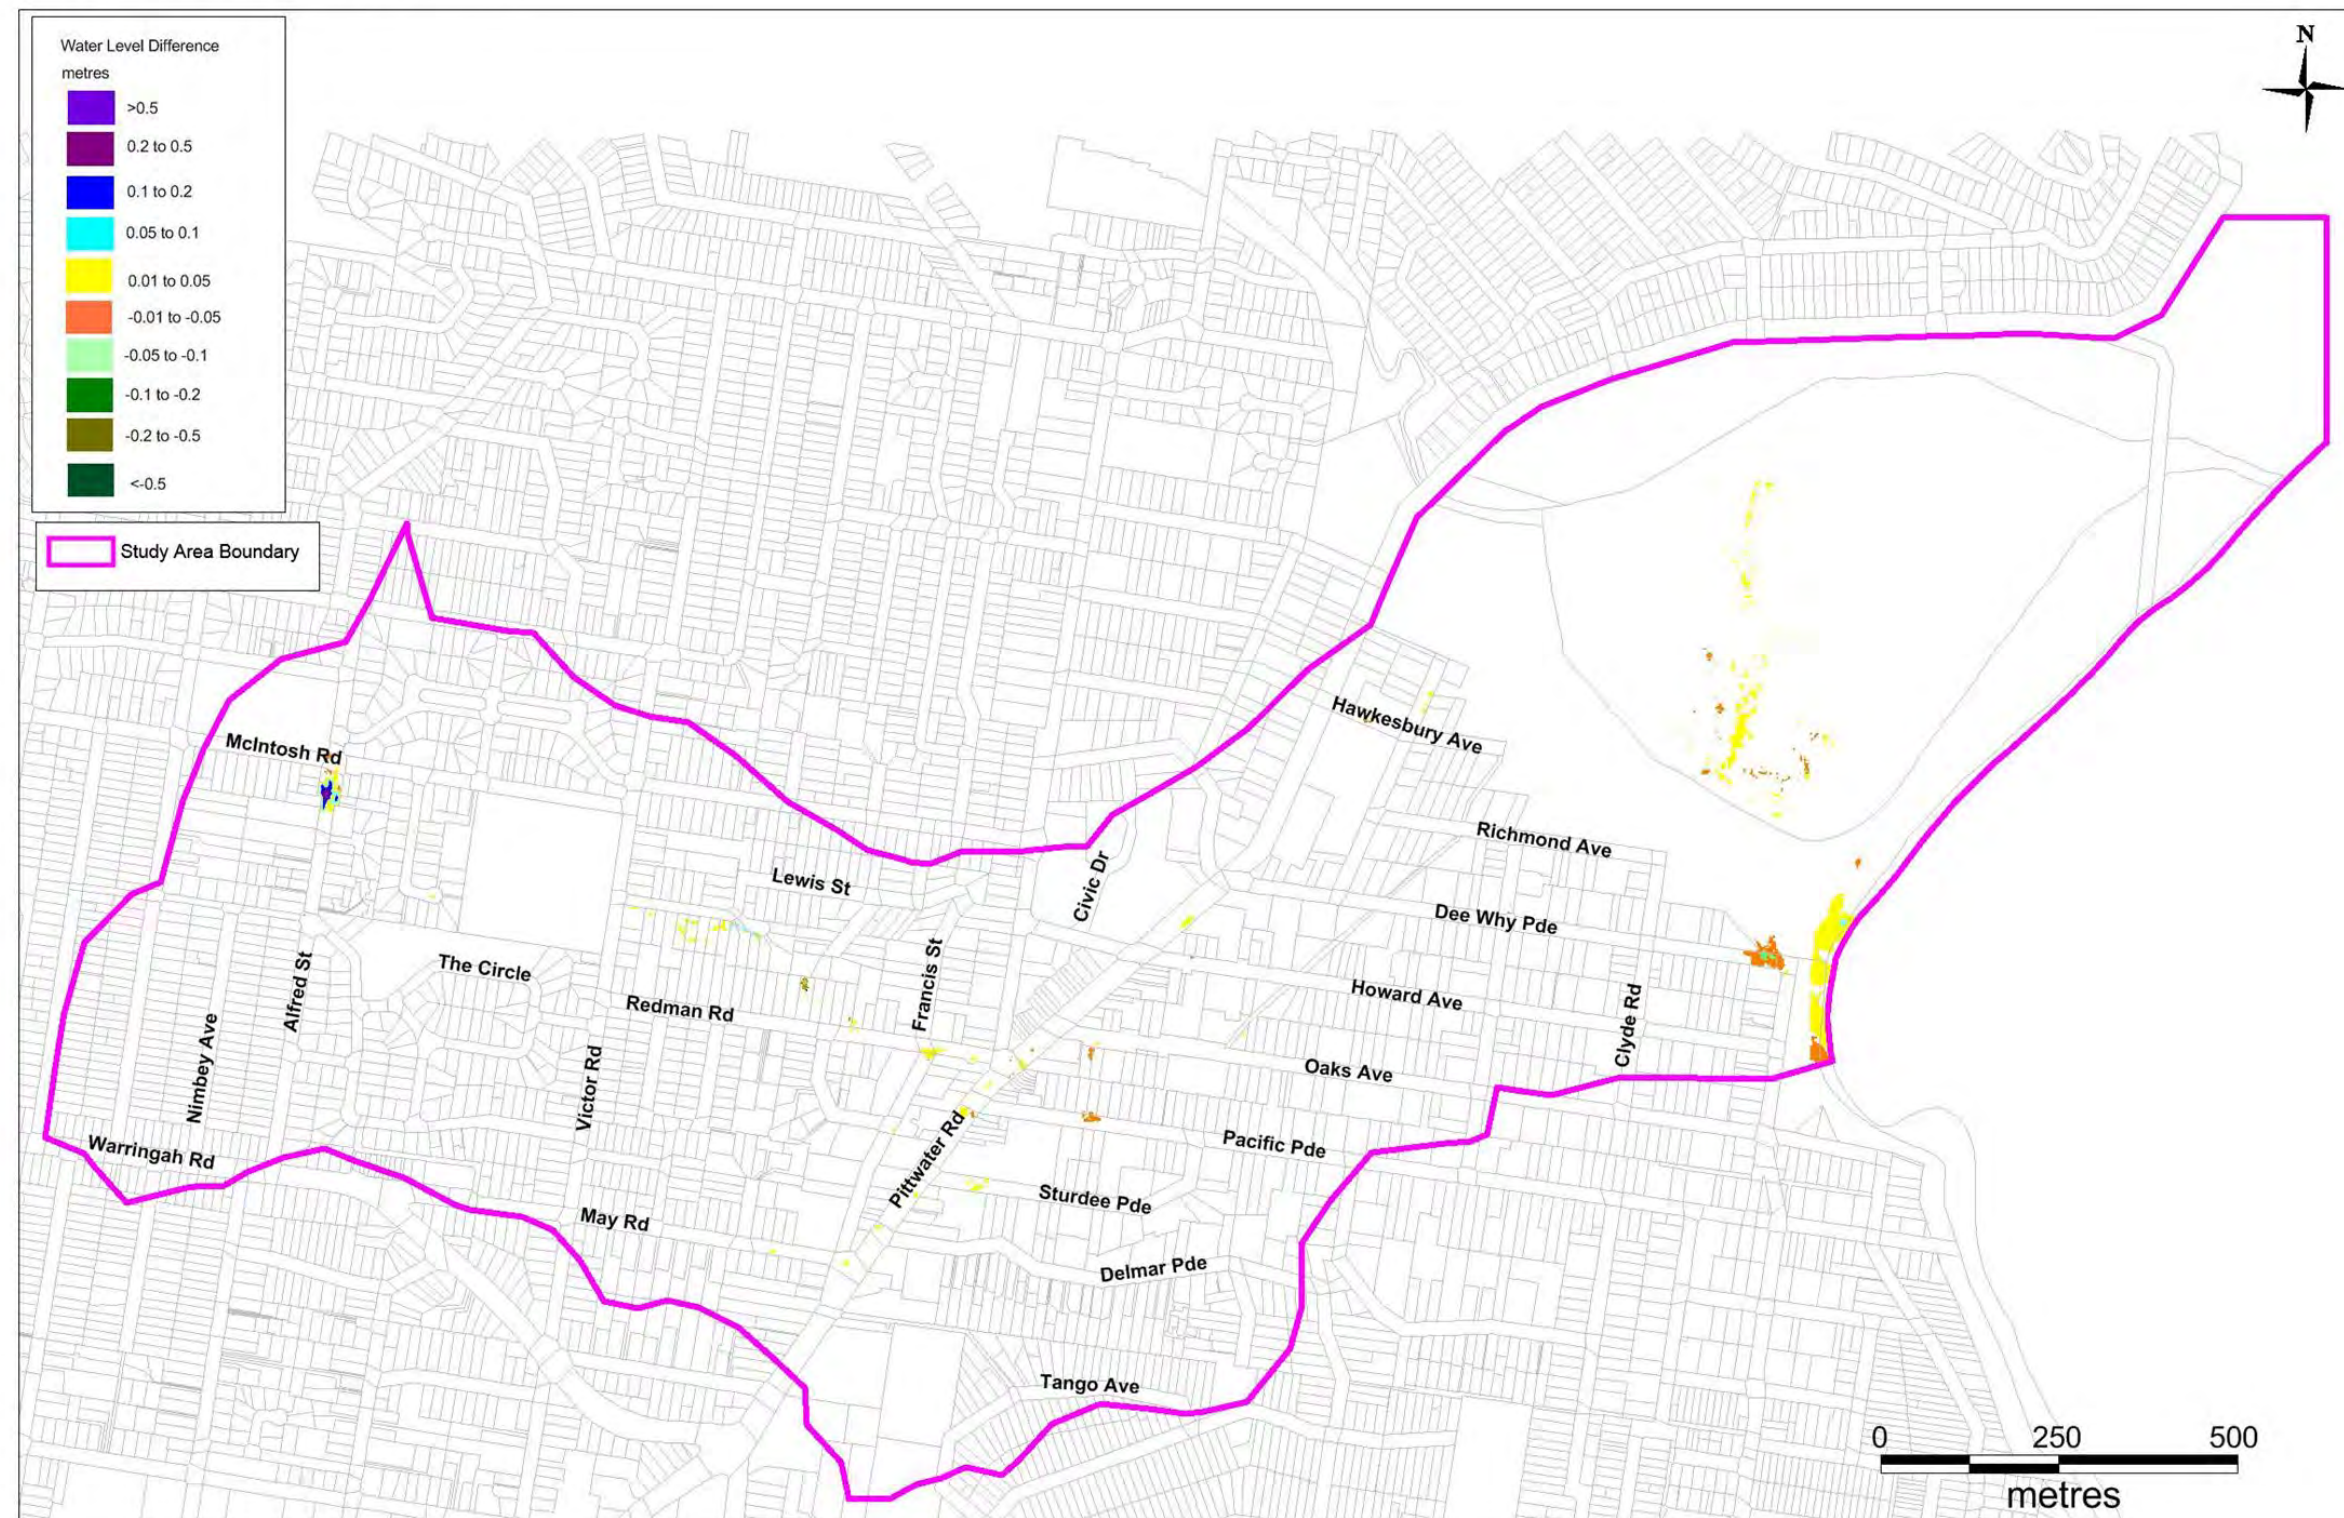 Water Level Difference
metres
>0.5
0.2 to 0.5
0.1 to 0.2
0.05 to 0.1
0.01 to 0.05
-0.01 to -0.05
-0.05 to -0.1
-0.1 to -0.2
-0.2 to -0.5
<-0.5
Study Area Boundary
N
Hawkesbury Ave
McIntosh Rd
Richmond Ave
Lewis St
Civic Dr
Dee Why Pde
The Circle
Alfred St
Francis St
Howard Ave
Redman Rd
Clyde Rd
Nimbey Ave
Victor Rd
Oaks Ave
Warringah Rd
Pittwater Rd
Pacific Pde
Sturdee Pde
May Rd
Delmar Pde
Tango Ave
0 250 500
metres